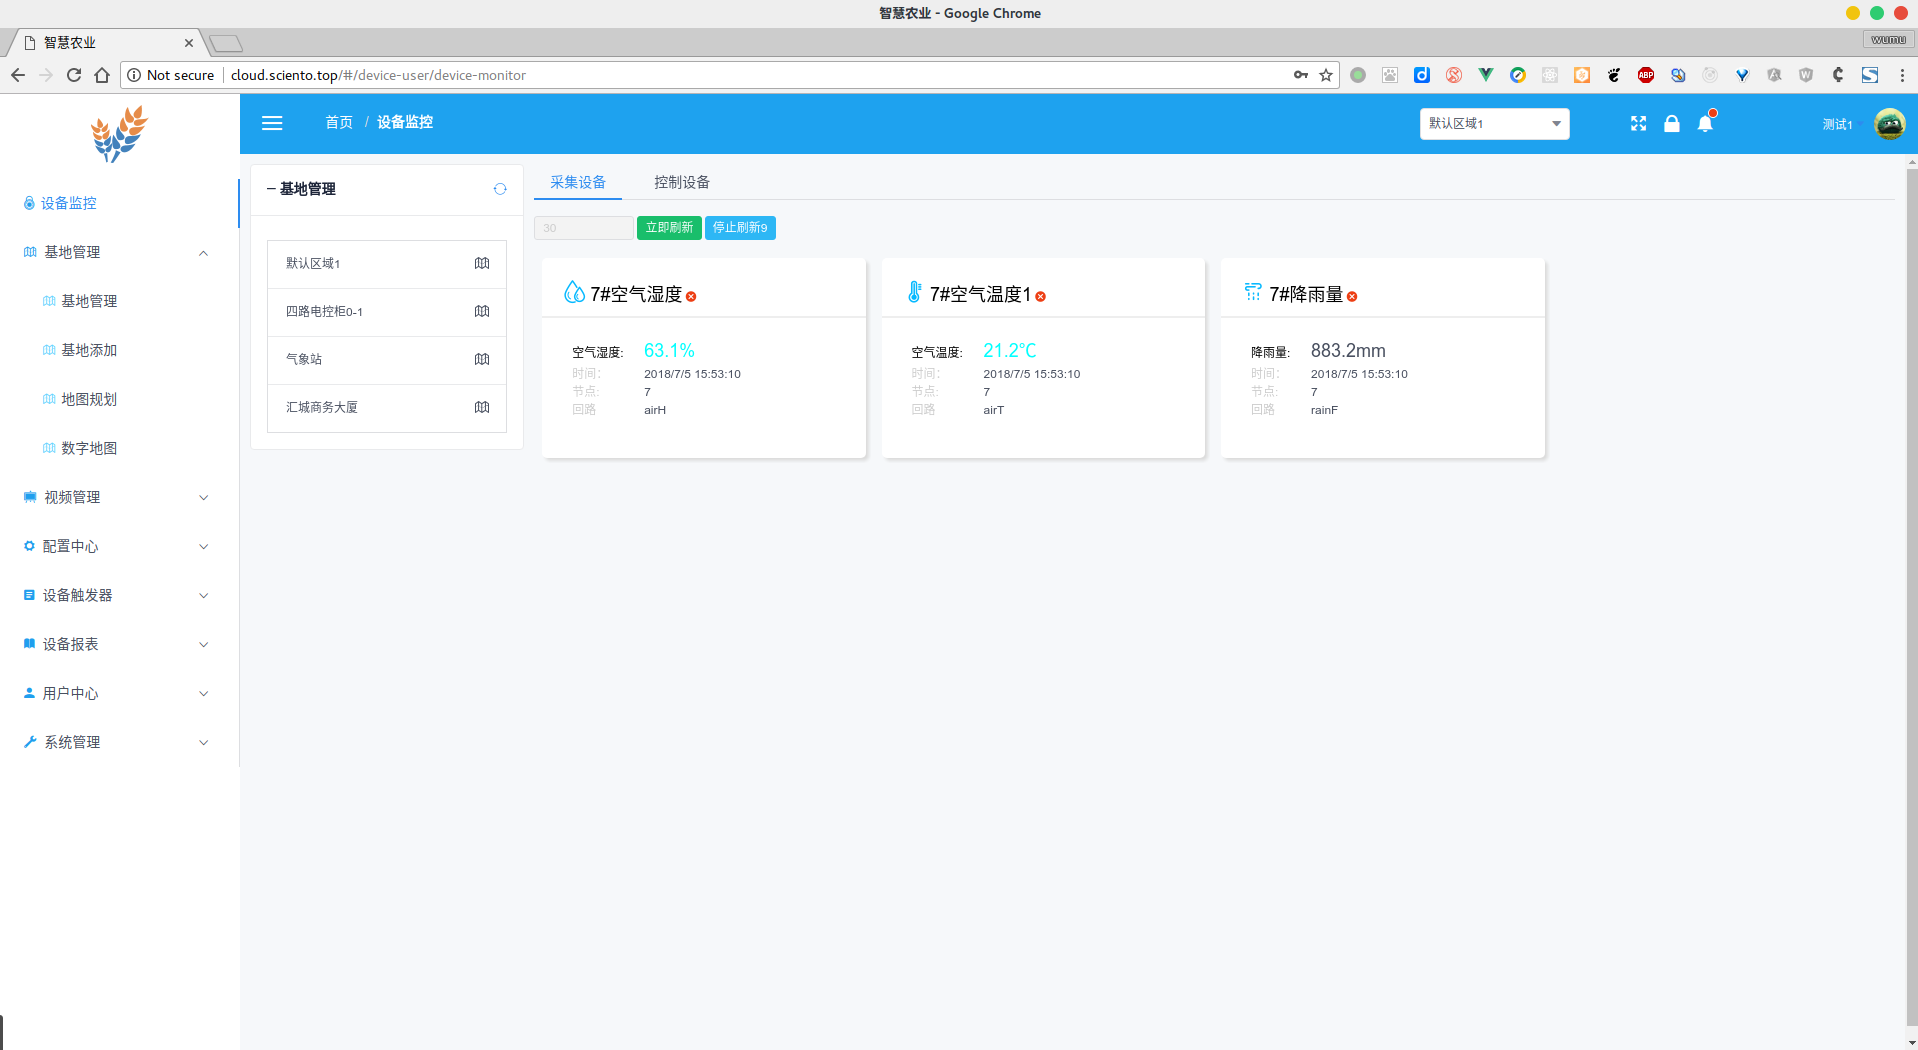 智慧农业 - Google Chrome
智慧农业
wumu
Not secure
cloud.sciento.top/#/device-user/device-monitor
ABP
首页 / 设备监控
默认区域1
测试1
设备监控
基地管理
基地管理
基地添加
地图规划
数字地图
视频管理
配置中心
设备触发器
设备报表
用户中心
系统管理
基地管理
默认区域1
四路电控柜0-1
气象站
汇城商务大厦
采集设备
控制设备
30
立即刷新
停止刷新9
7#空气湿度
空气湿度: 63.1%
时间: 2018/7/5 15:53:10
节点: 7
回路 airH
7#空气温度1
空气温度: 21.2°C
时间: 2018/7/5 15:53:10
节点: 7
回路 airT
7#降雨量
降雨量: 883.2mm
时间: 2018/7/5 15:53:10
节点: 7
回路 rainF